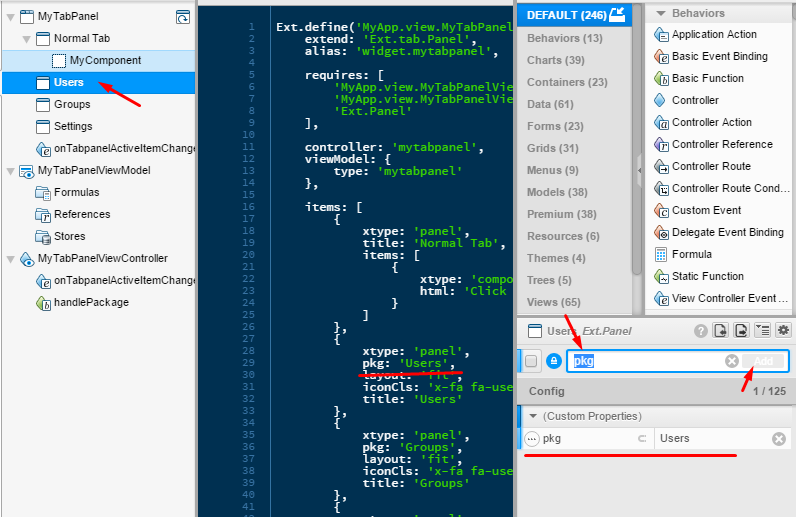 MyTabPanel
Normal Tab
MyComponent
Users
Groups
Settings
onTabpanelActiveItemChange
MyTabPanelViewModel
Formulas
References
Stores
MyTabPanelViewController
onTabpanelActiveItemChange
handlePackage
1 Ext.define('MyApp.view.MyTabPanel
2 extend: 'Ext.tab.Panel',
3 alias: 'widget.mytabpanel',
4
5 requires: [
6 'MyApp.view.MyTabPanelVie
7 'MyApp.view.MyTabPanelVie
8 'Ext.Panel'
9 ],
10
11 controller: 'mytabpanel',
12 viewModel: {
13 type: 'mytabpanel'
14 },
15
16 items: [
17 {
18 xtype: 'panel',
19 title: 'Normal Tab',
20 items: [
21 {
22 xtype: 'compo
23 html: 'Click
24 }
25 ]
26 },
27 {
28 xtype: 'panel',
29 pkg: 'Users',
30 layout: 'fit',
31 iconCls: 'x-fa fa-use
32 title: 'Users'
33 },
34 {
35 xtype: 'panel',
36 pkg: 'Groups',
37 layout: 'fit',
38 iconCls: 'x-fa fa-use
39 title: 'Groups'
40 },
41 {
DEFAULT (246)
Behaviors (13)
Charts (39)
Containers (23)
Data (61)
Forms (23)
Grids (31)
Menus (9)
Models (38)
Premium (38)
Resources (6)
Themes (4)
Trees (5)
Views (65)
Behaviors
Application Action
Basic Event Binding
Basic Function
Controller
Controller Action
Controller Reference
Controller Route
Controller Route Cond...
Custom Event
Delegate Event Binding
Formula
Static Function
View Controller Event ...
Users Ext.Panel
pkg Add
Config 1 / 125
(Custom Properties)
pkg Users